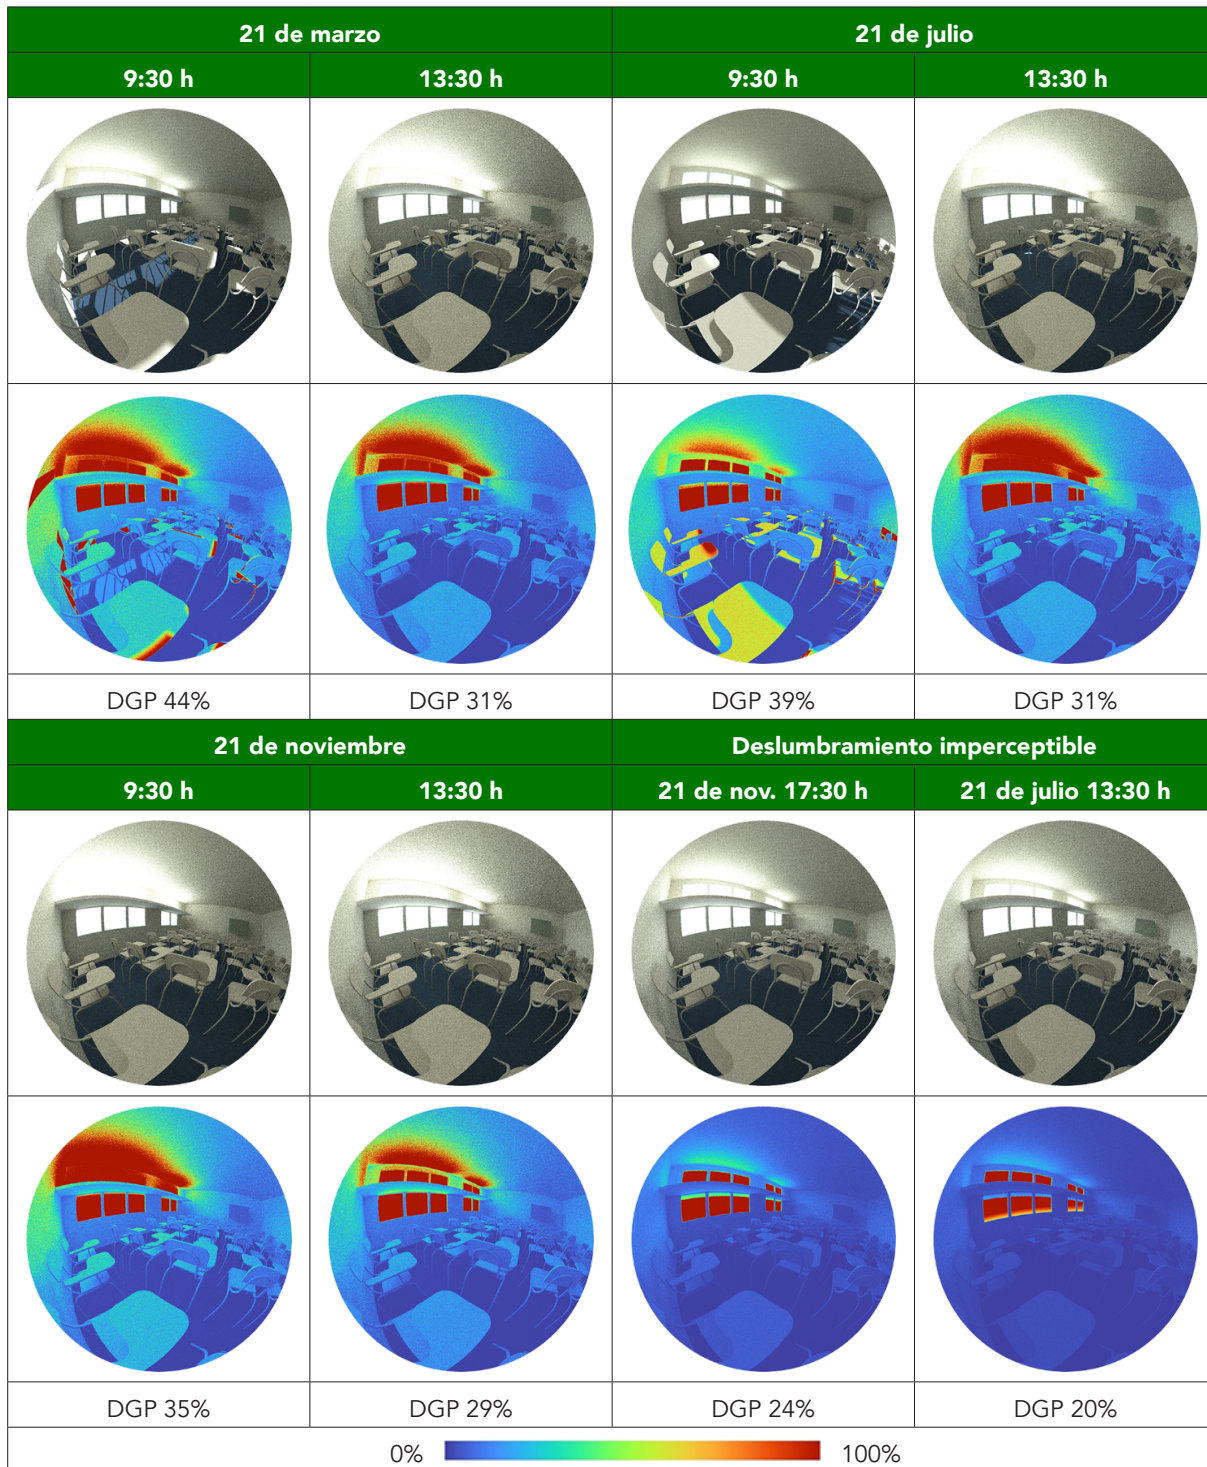 21 de marzo
21 de julio
9:30 h
13:30 h
9:30 h
13:30 h
DGP 44%
DGP 31%
DGP 39%
DGP 31%
21 de noviembre
Deslumbramiento imperceptible
9:30 h
13:30 h
21 de nov. 17:30 h
21 de julio 13:30 h
DGP 35%
DGP 29%
DGP 24%
DGP 20%
0%
100%